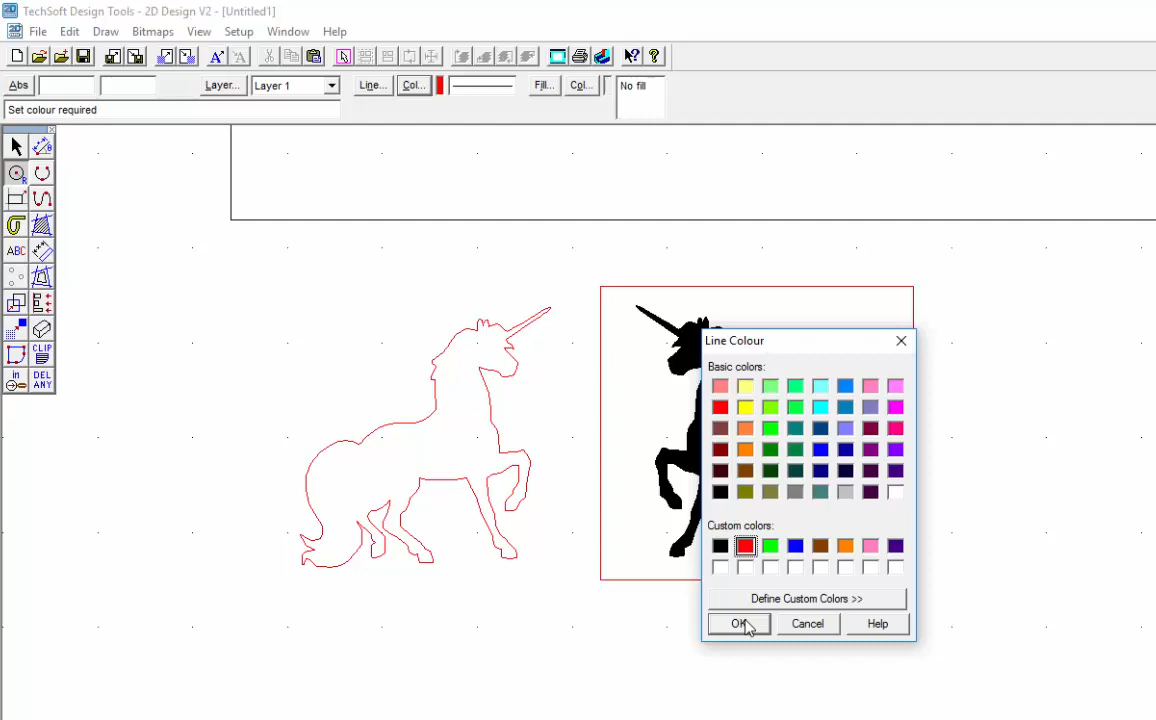 TechSoft Design Tools - 2D Design V2 - [Untitled1]
File Edit Draw Bitmaps View Setup Window Help
Abs Layer... Layer 1 Line... Col... Fill... Col... No fill
Set colour required
ABC
CLIP
in DEL
ANY
Line Colour
Basic colors:
Custom colors:
Define Custom Colors >>
OK Cancel Help